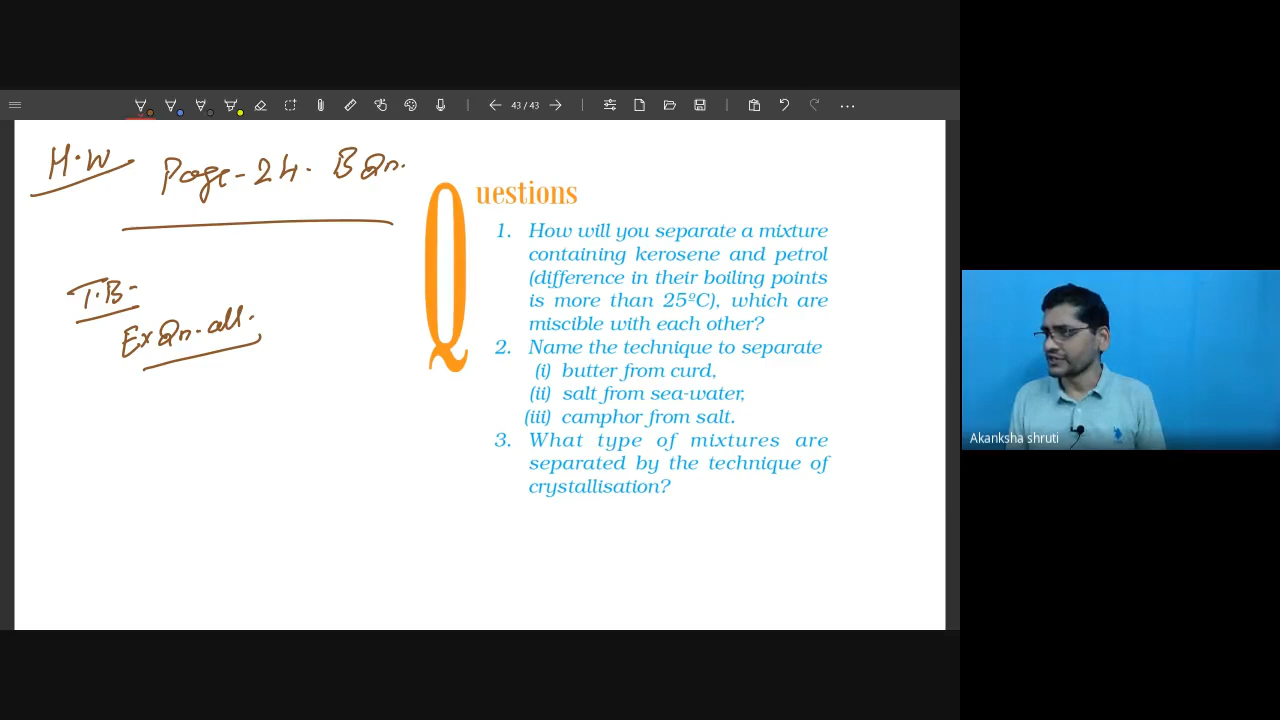 43 / 43
H.W Page-24. B Qn.
T.B-
Ex Qn. all.
Questions
1. How will you separate a mixture
containing kerosene and petrol
(difference in their boiling points
is more than 25ºC), which are
miscible with each other?
2. Name the technique to separate
(i) butter from curd,
(ii) salt from sea-water,
(iii) camphor from salt.
3. What type of mixtures are
separated by the technique of
crystallisation?
Akanksha shruti